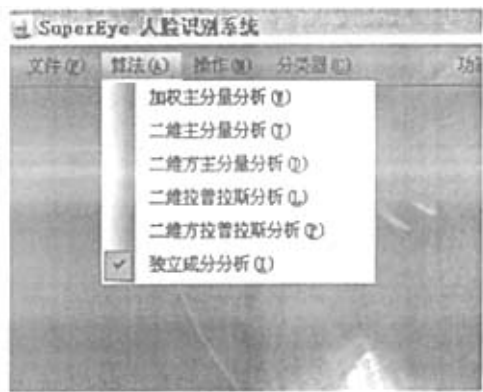 SuperEye 人脸识别系统
文件(F) 算法(A) 操作(M) 分类器(C)
加权主分量分析(W)
二维主分量分析(T)
二维方主分量分析(D)
二维拉普拉斯分析(L)
二维方拉普拉斯分析(P)
独立成分分析(I)